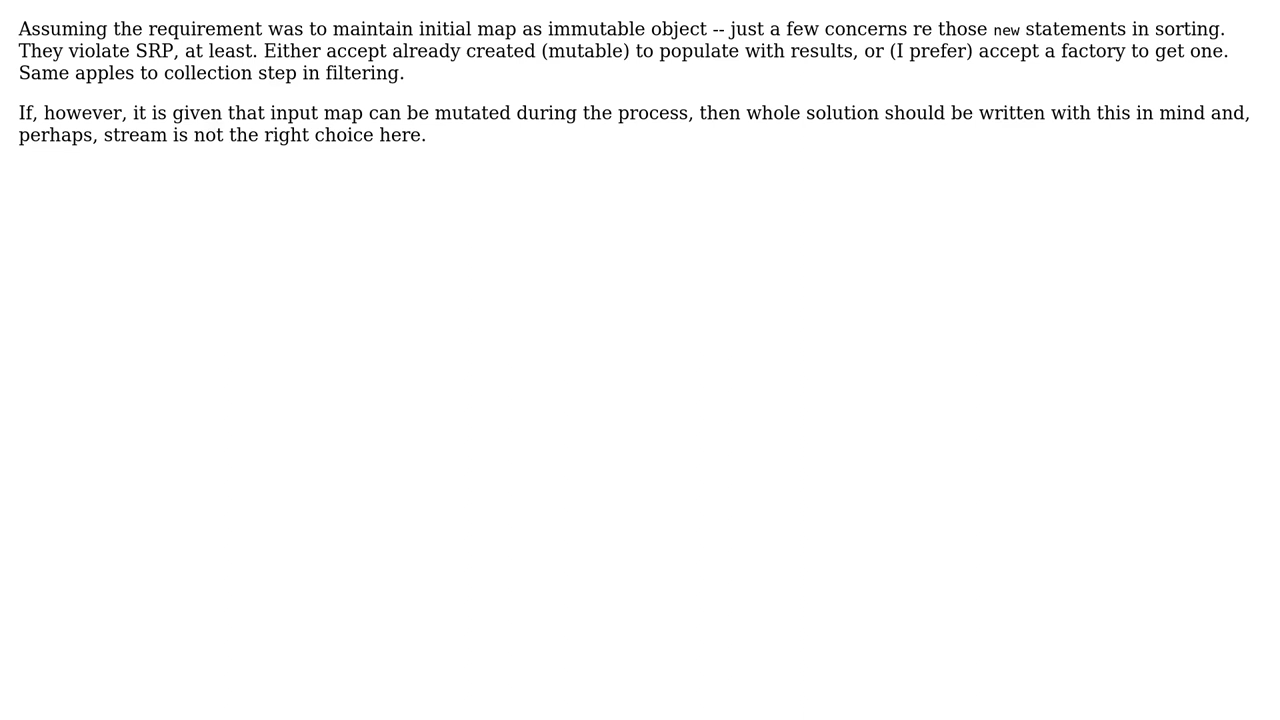 Assuming the requirement was to maintain initial map as immutable object -- just a few concerns re those new statements in sorting.
They violate SRP, at least. Either accept already created (mutable) to populate with results, or (I prefer) accept a factory to get one.
Same apples to collection step in filtering.
If, however, it is given that input map can be mutated during the process, then whole solution should be written with this in mind and,
perhaps, stream is not the right choice here.